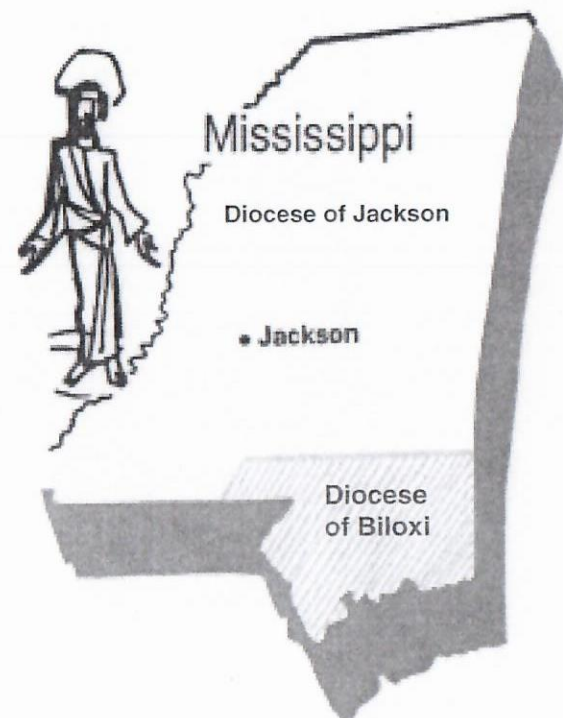 Mississippi
Diocese of Jackson
• Jackson
Diocese
of Biloxi